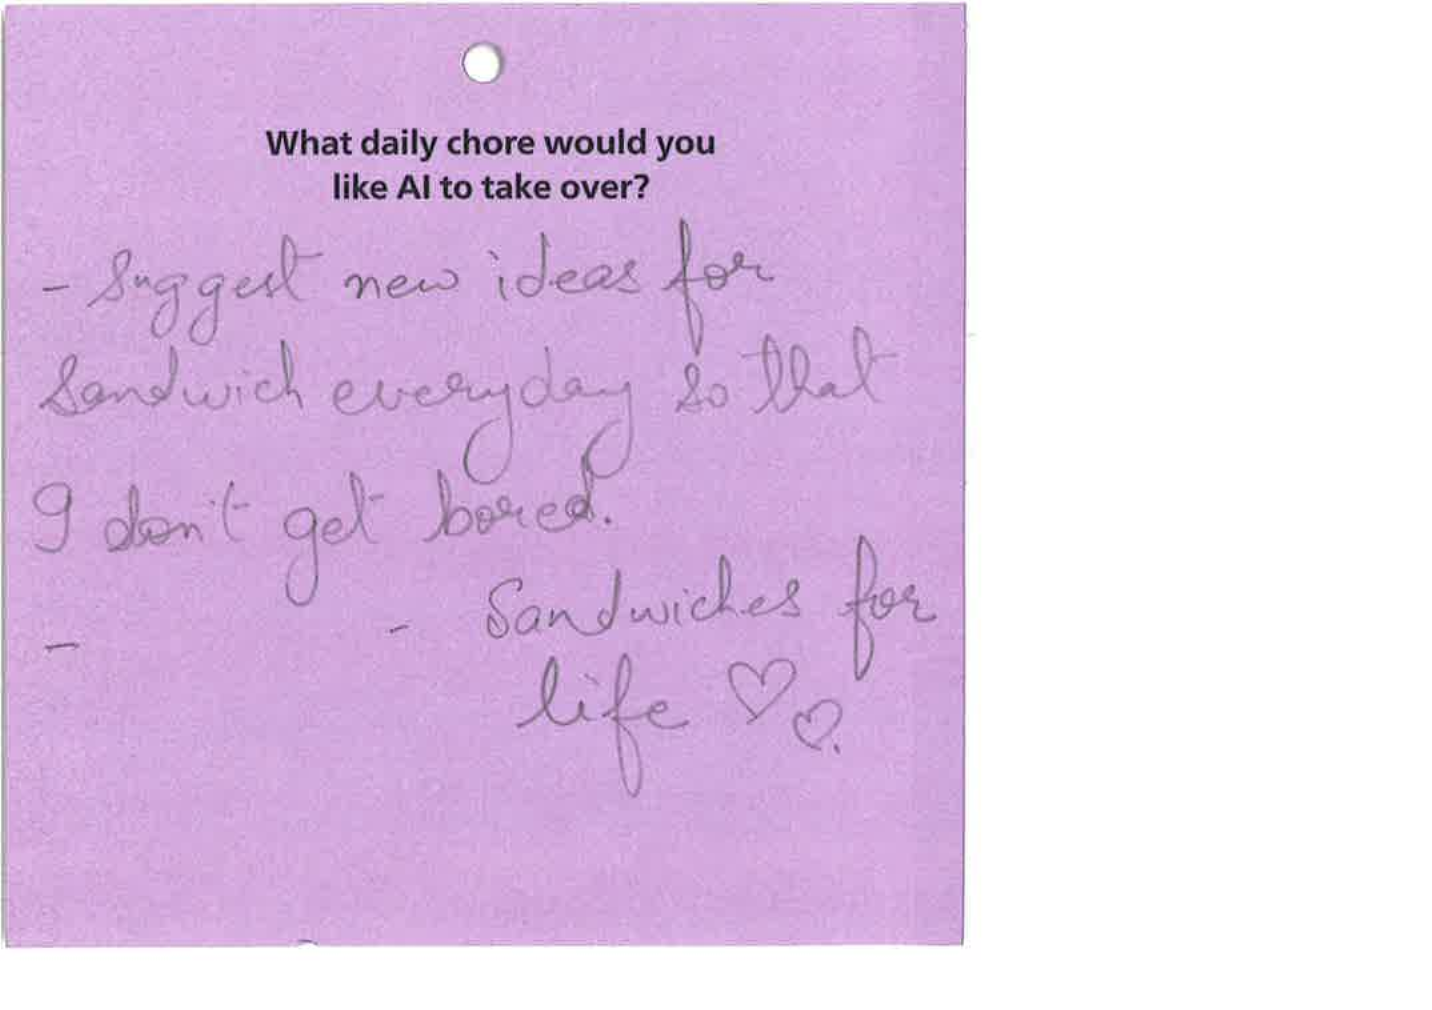 What daily chore would you
like AI to take over?
- Suggest new ideas for
Sandwich everyday so that
I don't get bored.
- - Sandwiches for
life ♡♡.